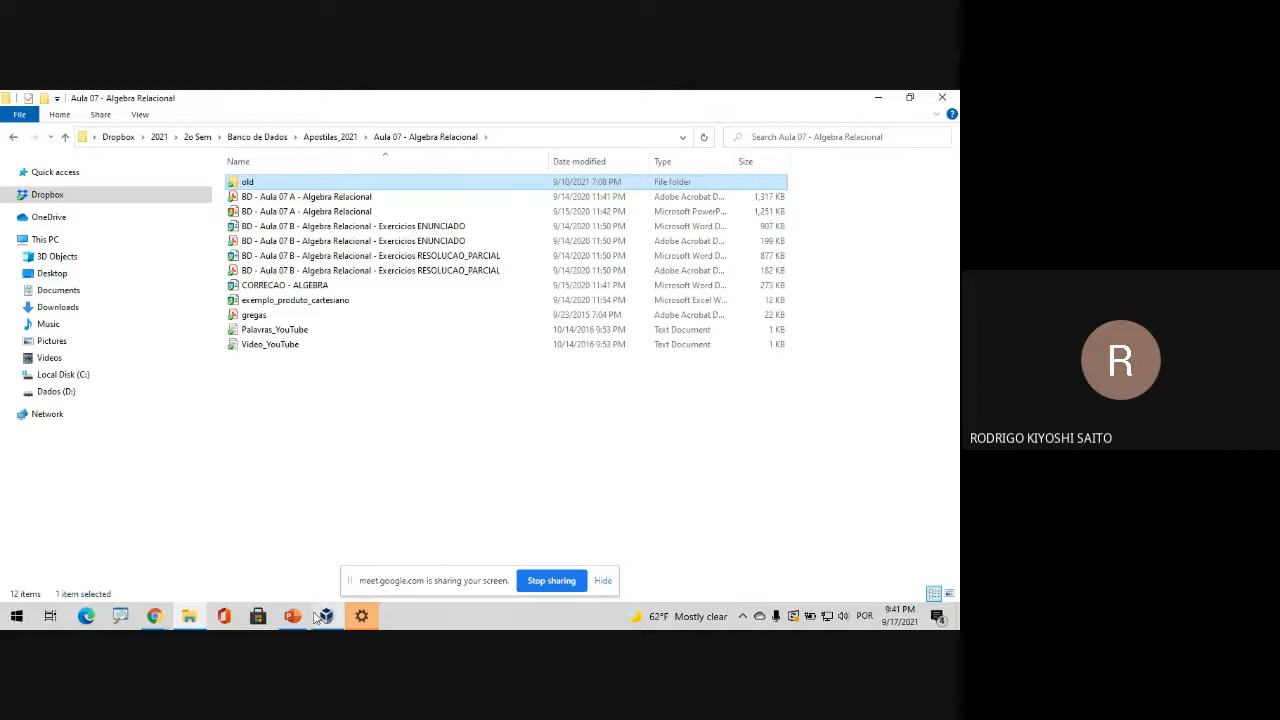 Aula 07 - Algebra Relacional
File Home Share View
Dropbox 2021 2o Sem Banco de Dados Apostilas_2021 Aula 07 - Algebra Relacional
Search Aula 07 - Algebra Relacional
Name Date modified Type Size
Quick access
Dropbox
OneDrive
This PC
3D Objects
Desktop
Documents
Downloads
Music
Pictures
Videos
Local Disk (C:)
Dados (D:)
Network
old 9/10/2021 7:08 PM File folder
BD - Aula 07 A - Algebra Relacional 9/14/2020 11:41 PM Adobe Acrobat D... 1,317 KB
BD - Aula 07 A - Algebra Relacional 9/15/2020 11:42 PM Microsoft PowerP... 1,251 KB
BD - Aula 07 B - Algebra Relacional - Exercicios ENUNCIADO 9/14/2020 11:50 PM Microsoft Word D... 907 KB
BD - Aula 07 B - Algebra Relacional - Exercicios ENUNCIADO 9/14/2020 11:50 PM Adobe Acrobat D... 199 KB
BD - Aula 07 B - Algebra Relacional - Exercicios RESOLUCAO_PARCIAL 9/14/2020 11:50 PM Microsoft Word D... 877 KB
BD - Aula 07 B - Algebra Relacional - Exercicios RESOLUCAO_PARCIAL 9/14/2020 11:50 PM Adobe Acrobat D... 182 KB
CORRECAO - ALGEBRA 9/15/2020 11:41 PM Microsoft Word D... 273 KB
exemplo_produto_cartesiano 9/14/2020 11:54 PM Microsoft Excel W... 12 KB
gregas 9/23/2015 7:04 PM Adobe Acrobat D... 22 KB
Palavras_YouTube 10/14/2016 9:53 PM Text Document 1 KB
Video_YouTube 10/14/2016 9:53 PM Text Document 1 KB
R
RODRIGO KIYOSHI SAITO
meet.google.com is sharing your screen. Stop sharing Hide
12 items 1 item selected
62°F Mostly clear POR 9:41 PM
9/17/2021 4